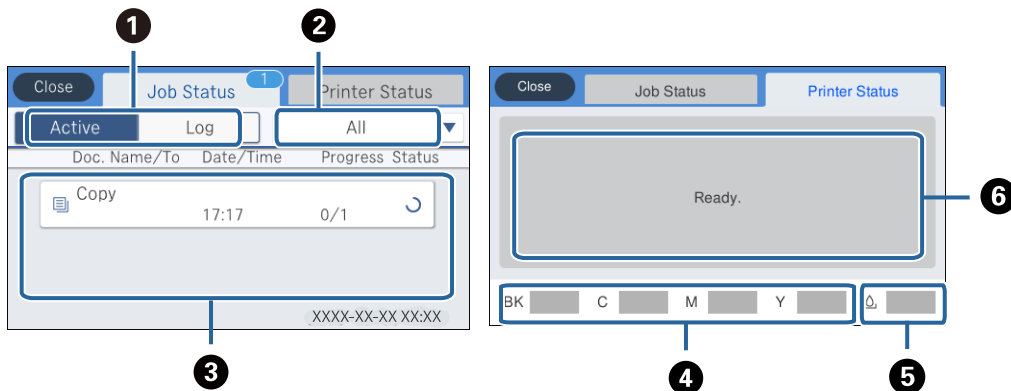 1 2
Close Job Status 1 Printer Status
Active Log All
Doc. Name/To Date/Time Progress Status
Copy
17:17 0/1
XXXX-XX-XX XX:XX
3
Close Job Status Printer Status
Ready.
6
BK C M Y
4 5